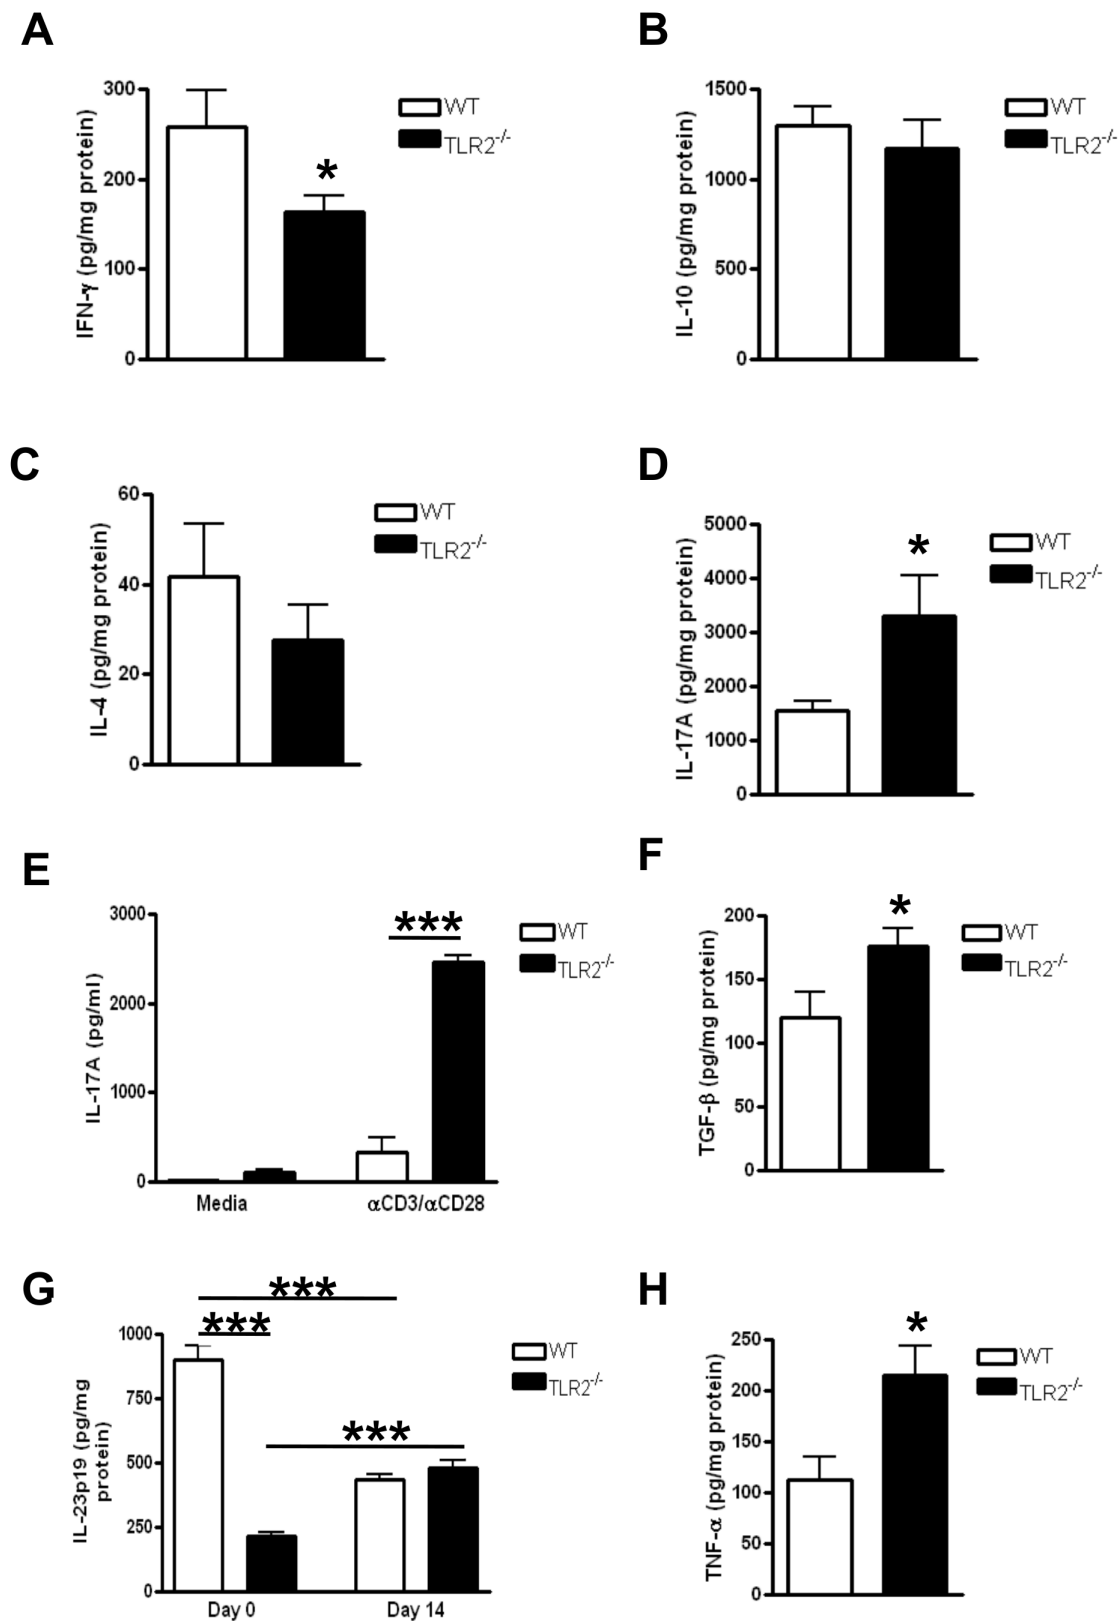 A
B
IFN-γ (pg/mg protein)
300
200
100
0
*
WT
TLR2-/-
IL-10 (pg/mg protein)
1500
1000
500
0
WT
TLR2-/-
C
D
IL-4 (pg/mg protein)
60
40
20
0
WT
TLR2-/-
IL-17A (pg/mg protein)
5000
4000
3000
2000
1000
0
*
WT
TLR2-/-
E
F
IL-17A (pg/ml)
3000
2000
1000
0
***
WT
TLR2-/-
Media
αCD3/αCD28
TGF-β (pg/mg protein)
200
150
100
50
0
*
WT
TLR2-/-
G
H
IL-23p19 (pg/mg
protein)
1000
750
500
250
0
***
***
***
WT
TLR2-/-
Day 0
Day 14
TNF-α (pg/mg protein)
250
200
150
100
50
0
*
WT
TLR2-/-